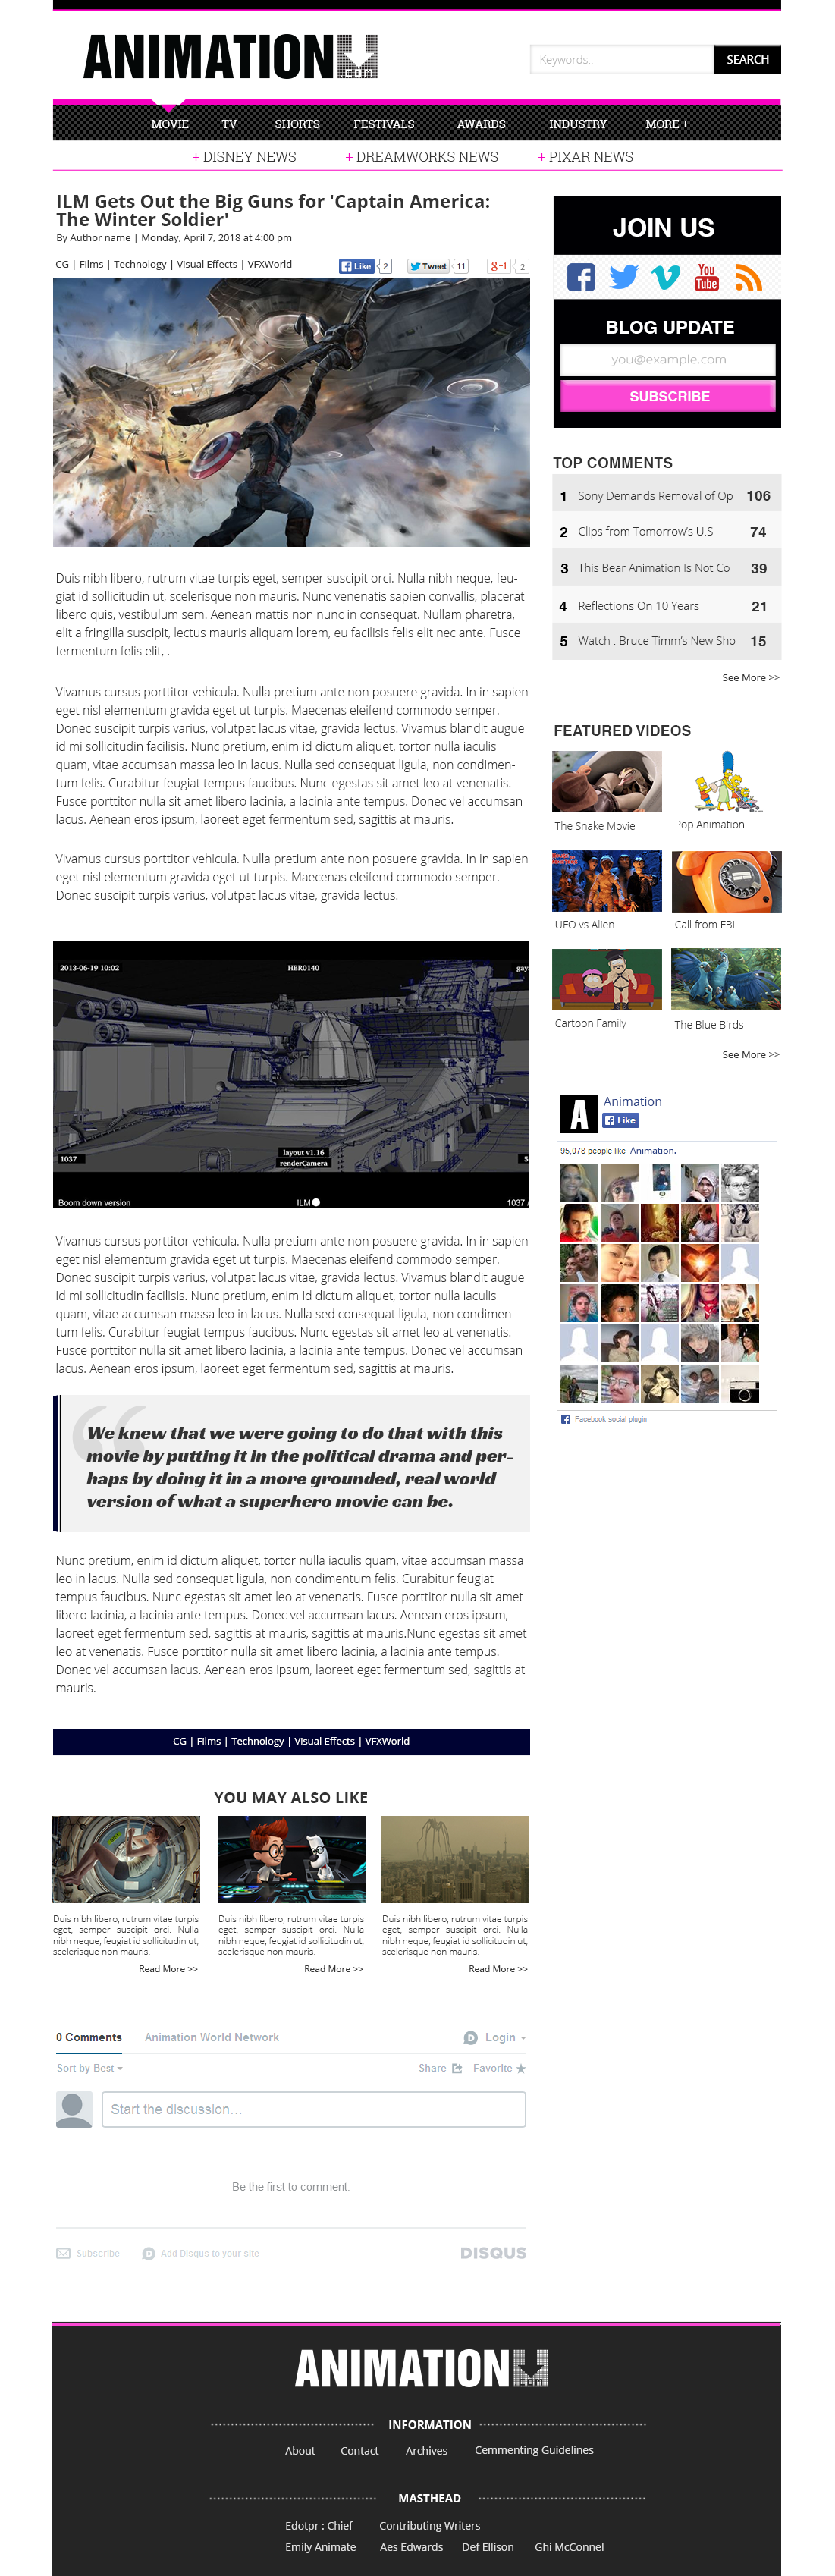 ANIMATION
.COM
Keywords..
SEARCH
MOVIE TV SHORTS FESTIVALS AWARDS INDUSTRY MORE +
+ DISNEY NEWS + DREAMWORKS NEWS + PIXAR NEWS
ILM Gets Out the Big Guns for 'Captain America:
The Winter Soldier'
By Author name | Monday, April 7, 2018 at 4:00 pm
CG | Films | Technology | Visual Effects | VFXWorld
Like 2 Tweet 11 g+1 2
Duis nibh libero, rutrum vitae turpis eget, semper suscipit orci. Nulla nibh neque, feu-
giat id sollicitudin ut, scelerisque non mauris. Nunc venenatis sapien convallis, placerat
libero quis, vestibulum sem. Aenean mattis non nunc in consequat. Nullam pharetra,
elit a fringilla suscipit, lectus mauris aliquam lorem, eu facilisis felis elit nec ante. Fusce
fermentum felis elit, .
Vivamus cursus porttitor vehicula. Nulla pretium ante non posuere gravida. In in sapien
eget nisl elementum gravida eget ut turpis. Maecenas eleifend commodo semper.
Donec suscipit turpis varius, volutpat lacus vitae, gravida lectus. Vivamus blandit augue
id mi sollicitudin facilisis. Nunc pretium, enim id dictum aliquet, tortor nulla iaculis
quam, vitae accumsan massa leo in lacus. Nulla sed consequat ligula, non condimen-
tum felis. Curabitur feugiat tempus faucibus. Nunc egestas sit amet leo at venenatis.
Fusce porttitor nulla sit amet libero lacinia, a lacinia ante tempus. Donec vel accumsan
lacus. Aenean eros ipsum, laoreet eget fermentum sed, sagittis at mauris.
Vivamus cursus porttitor vehicula. Nulla pretium ante non posuere gravida. In in sapien
eget nisl elementum gravida eget ut turpis. Maecenas eleifend commodo semper.
Donec suscipit turpis varius, volutpat lacus vitae, gravida lectus.
2013-06-19 10:02 HBR0140 gay
layout v1.16
renderCamera
1037 5
Boom down version ILM 1037 /
Vivamus cursus porttitor vehicula. Nulla pretium ante non posuere gravida. In in sapien
eget nisl elementum gravida eget ut turpis. Maecenas eleifend commodo semper.
Donec suscipit turpis varius, volutpat lacus vitae, gravida lectus. Vivamus blandit augue
id mi sollicitudin facilisis. Nunc pretium, enim id dictum aliquet, tortor nulla iaculis
quam, vitae accumsan massa leo in lacus. Nulla sed consequat ligula, non condimen-
tum felis. Curabitur feugiat tempus faucibus. Nunc egestas sit amet leo at venenatis.
Fusce porttitor nulla sit amet libero lacinia, a lacinia ante tempus. Donec vel accumsan
lacus. Aenean eros ipsum, laoreet eget fermentum sed, sagittis at mauris.
“
We knew that we were going to do that with this
movie by putting it in the political drama and per-
haps by doing it in a more grounded, real world
version of what a superhero movie can be.
Nunc pretium, enim id dictum aliquet, tortor nulla iaculis quam, vitae accumsan massa
leo in lacus. Nulla sed consequat ligula, non condimentum felis. Curabitur feugiat
tempus faucibus. Nunc egestas sit amet leo at venenatis. Fusce porttitor nulla sit amet
libero lacinia, a lacinia ante tempus. Donec vel accumsan lacus. Aenean eros ipsum,
laoreet eget fermentum sed, sagittis at mauris, sagittis at mauris.Nunc egestas sit amet
leo at venenatis. Fusce porttitor nulla sit amet libero lacinia, a lacinia ante tempus.
Donec vel accumsan lacus. Aenean eros ipsum, laoreet eget fermentum sed, sagittis at
mauris.
CG | Films | Technology | Visual Effects | VFXWorld
YOU MAY ALSO LIKE
Duis nibh libero, rutrum vitae turpis
eget, semper suscipit orci. Nulla
nibh neque, feugiat id sollicitudin ut,
scelerisque non mauris.
Read More >>
Duis nibh libero, rutrum vitae turpis
eget, semper suscipit orci. Nulla
nibh neque, feugiat id sollicitudin ut,
scelerisque non mauris.
Read More >>
Duis nibh libero, rutrum vitae turpis
eget, semper suscipit orci. Nulla
nibh neque, feugiat id sollicitudin ut,
scelerisque non mauris.
Read More >>
0 Comments Animation World Network Login
Sort by Best Share Favorite
Start the discussion...
Be the first to comment.
Subscribe Add Disqus to your site DISQUS
JOIN US
You Tube
BLOG UPDATE
you@example.com
SUBSCRIBE
TOP COMMENTS
1 Sony Demands Removal of Op 106
2 Clips from Tomorrow's U.S 74
3 This Bear Animation Is Not Co 39
4 Reflections On 10 Years 21
5 Watch : Bruce Timm's New Sho 15
See More >>
FEATURED VIDEOS
The Snake Movie Pop Animation
UFO vs Alien Call from FBI
Cartoon Family The Blue Birds
See More >>
A Animation
Like
95,078 people like Animation.
Facebook social plugin
ANIMATION
.COM
INFORMATION
About Contact Archives Cemmenting Guidelines
MASTHEAD
Edotpr : Chief Contributing Writers
Emily Animate Aes Edwards Def Ellison Ghi McConnel